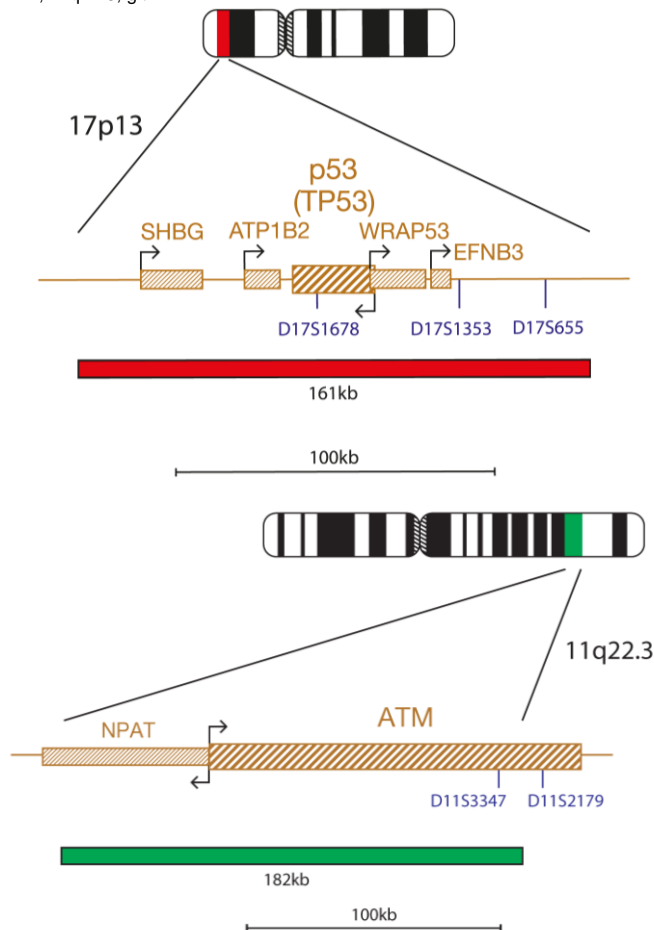 17p13
p53
(TP53)
SHBG
ATP1B2
WRAP53
EFNB3
D17S1678
D17S1353
D17S655
161kb
100kb
11q22.3
NPAT
ATM
D11S3347
D11S2179
182kb
100kb